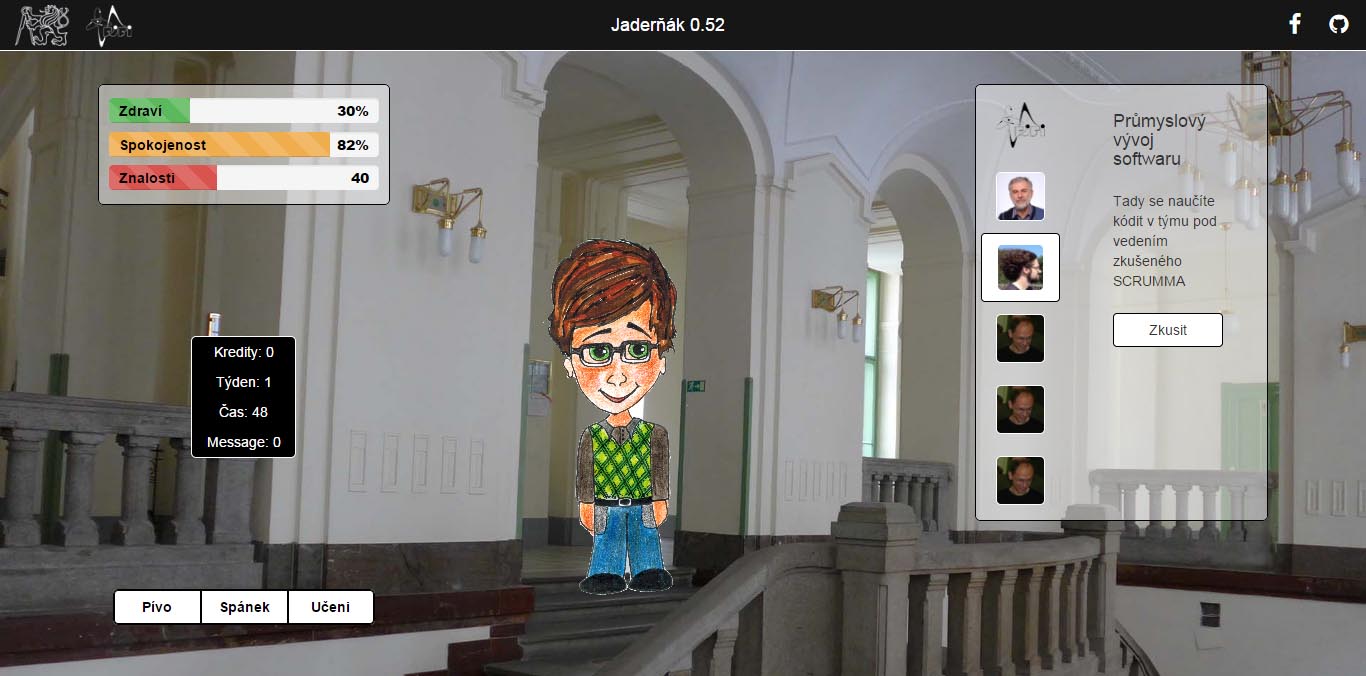 Jaderňák 0.52
Zdraví 30%
Spokojenost 82%
Znalosti 40
Kredity: 0
Týden: 1
Čas: 48
Message: 0
Pívo Spánek Učení
Průmyslový
vývoj
softwaru
Tady se naučíte
kódit v týmu pod
vedením
zkušeného
SCRUMMA
Zkusit